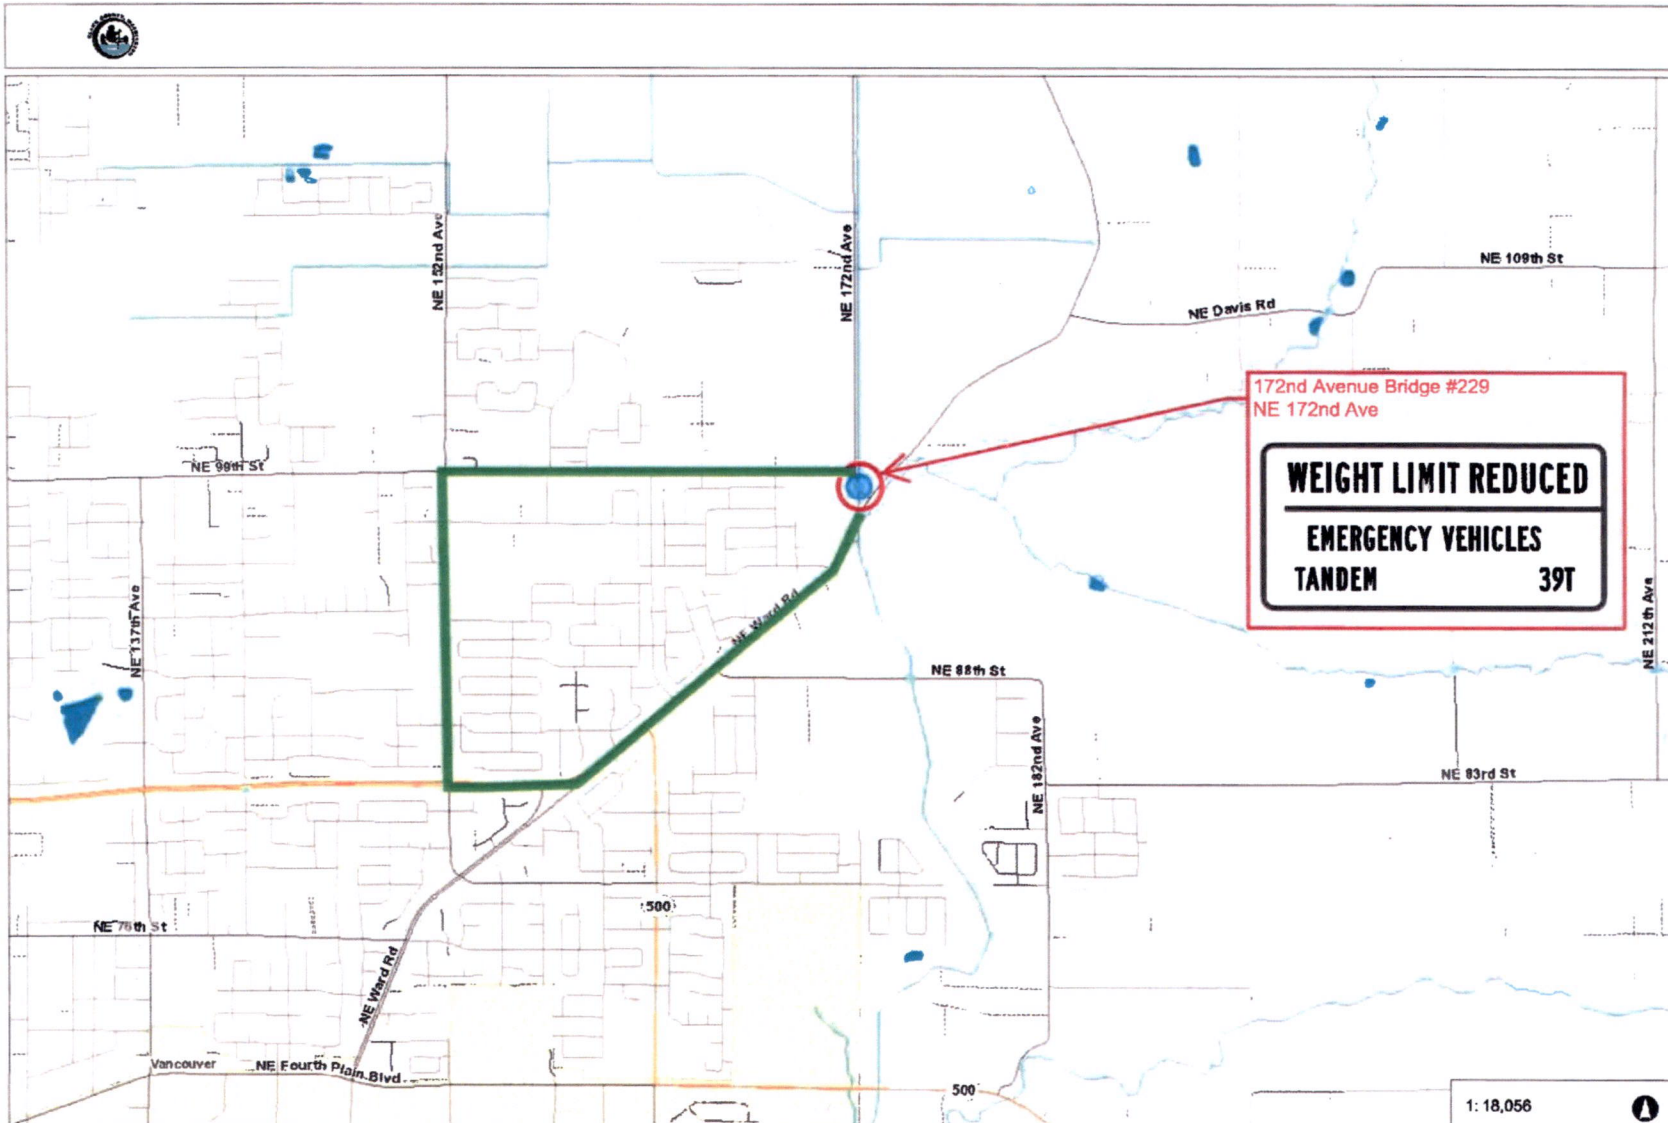 NE 152nd Ave
NE 172nd Ave
NE 109th St
NE Davis Rd
172nd Avenue Bridge #229
NE 172nd Ave
WEIGHT LIMIT REDUCED
EMERGENCY VEHICLES
TANDEM 39T
NE 99th St
NE 137th Ave
NE Ward Rd
NE 212th Ave
NE 88th St
NE 182nd Ave
NE 83rd St
500
NE 76th St
NE Ward Rd
Vancouver
NE Fourth Plain Blvd
500
1: 18,056